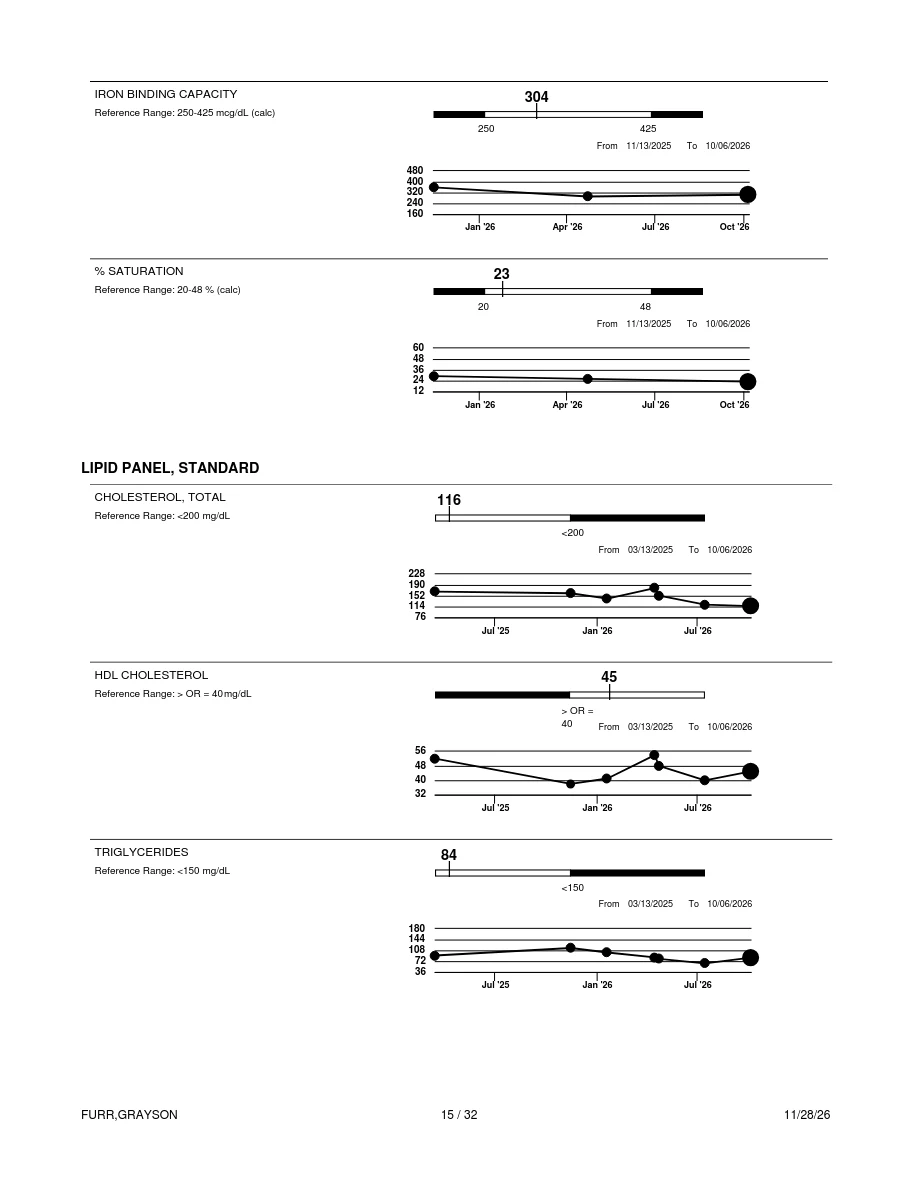 IRON BINDING CAPACITY
304
Reference Range: 250-425 mcg/dL (calc)
250 425
From 11/13/2025 To 10/06/2026
480
400
320
240
160
Jan '26 Apr '26 Jul '26 Oct '26
% SATURATION
23
Reference Range: 20-48 % (calc)
20 48
From 11/13/2025 To 10/06/2026
60
48
36
24
12
Jan '26 Apr '26 Jul '26 Oct '26
LIPID PANEL, STANDARD
CHOLESTEROL, TOTAL
116
Reference Range: <200 mg/dL
<200
From 03/13/2025 To 10/06/2026
228
190
152
114
76
Jul '25 Jan '26 Jul '26
HDL CHOLESTEROL
45
Reference Range: > OR = 40mg/dL
> OR =
40 From 03/13/2025 To 10/06/2026
56
48
40
32
Jul '25 Jan '26 Jul '26
TRIGLYCERIDES
84
Reference Range: <150 mg/dL
<150
From 03/13/2025 To 10/06/2026
180
144
108
72
36
Jul '25 Jan '26 Jul '26
FURR,GRAYSON 15 / 32 11/28/26